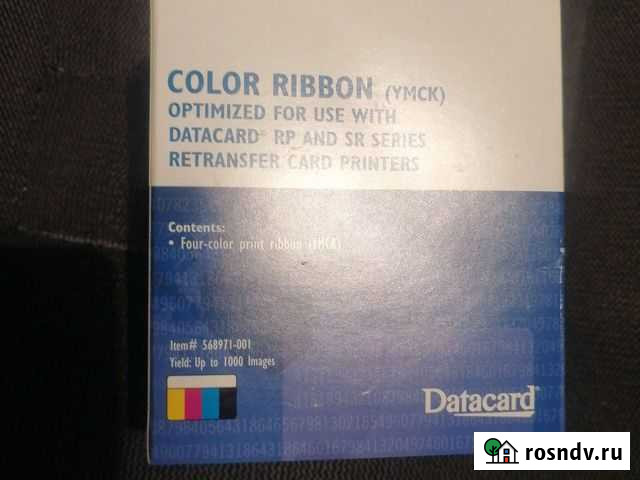 COLOR RIBBON (YMCK)
OPTIMIZED FOR USE WITH
DATACARD® RP AND SR SERIES
RETRANSFER CARD PRINTERS
Contents:
• Four-color print ribbon (YMCK)
Item# 568971-001
Yield: Up to 1000 Images
Datacard®
rosndv.ru